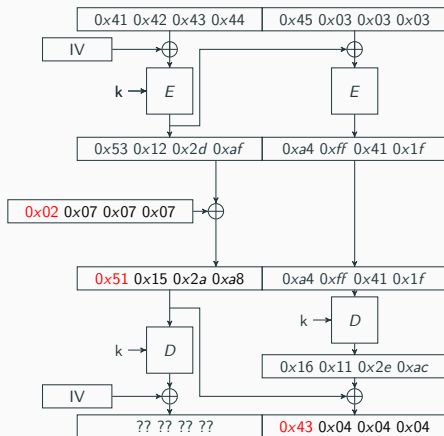 0x41 0x42 0x43 0x44 0x45 0x03 0x03 0x03
IV
k E E
0x53 0x12 0x2d 0xaf 0xa4 0xff 0x41 0x1f
0x02 0x07 0x07 0x07
0x51 0x15 0x2a 0xa8 0xa4 0xff 0x41 0x1f
k D
k D
0x16 0x11 0x2e 0xac
IV
?? ?? ?? ?? 0x43 0x04 0x04 0x04